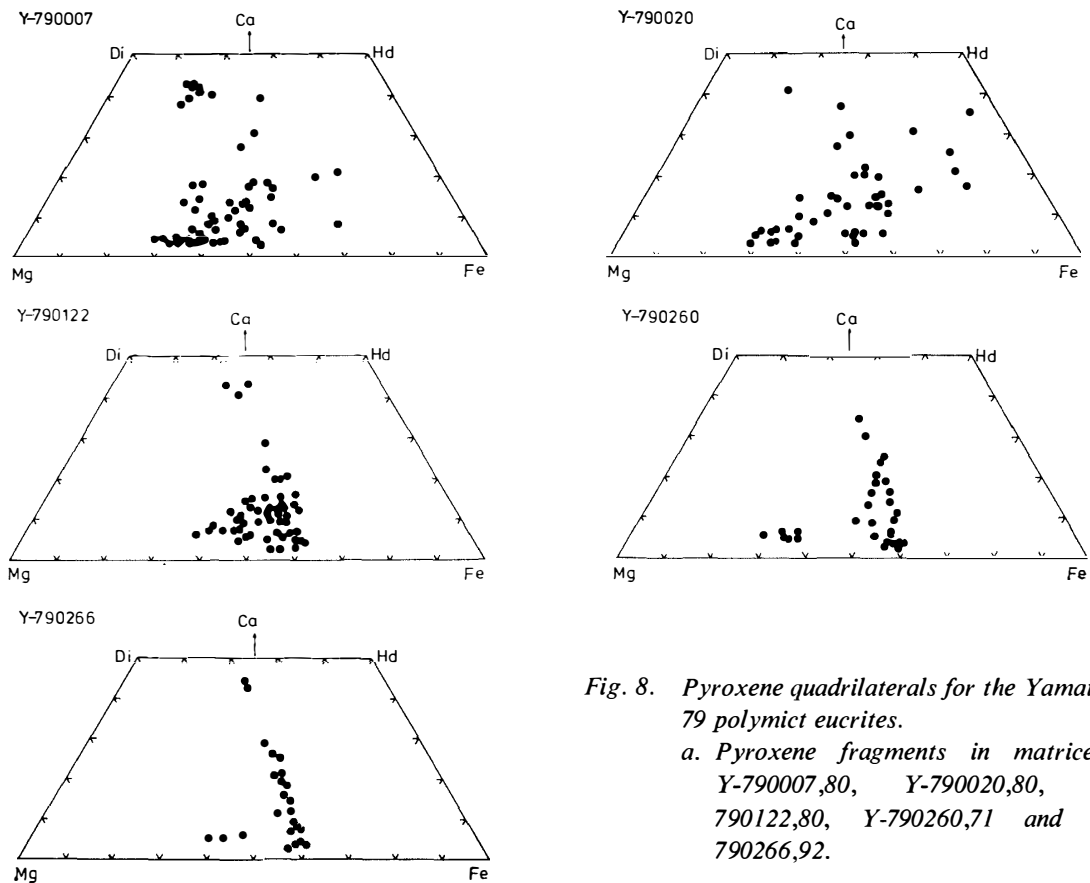 Y-790007
Ca
Di
Hd
Mg
Fe
Y-790020
Ca
Di
Hd
Mg
Fe
Y-790122
Ca
Di
Hd
Mg
Fe
Y-790260
Ca
Di
Hd
Mg
Fe
Y-790266
Ca
Di
Hd
Mg
Fe
Fig. 8. Pyroxene quadrilaterals for the Yamat
79 polymict eucrites.
a. Pyroxene fragments in matrice
Y-790007,80, Y-790020,80,
790122,80, Y-790260,71 and
790266,92.